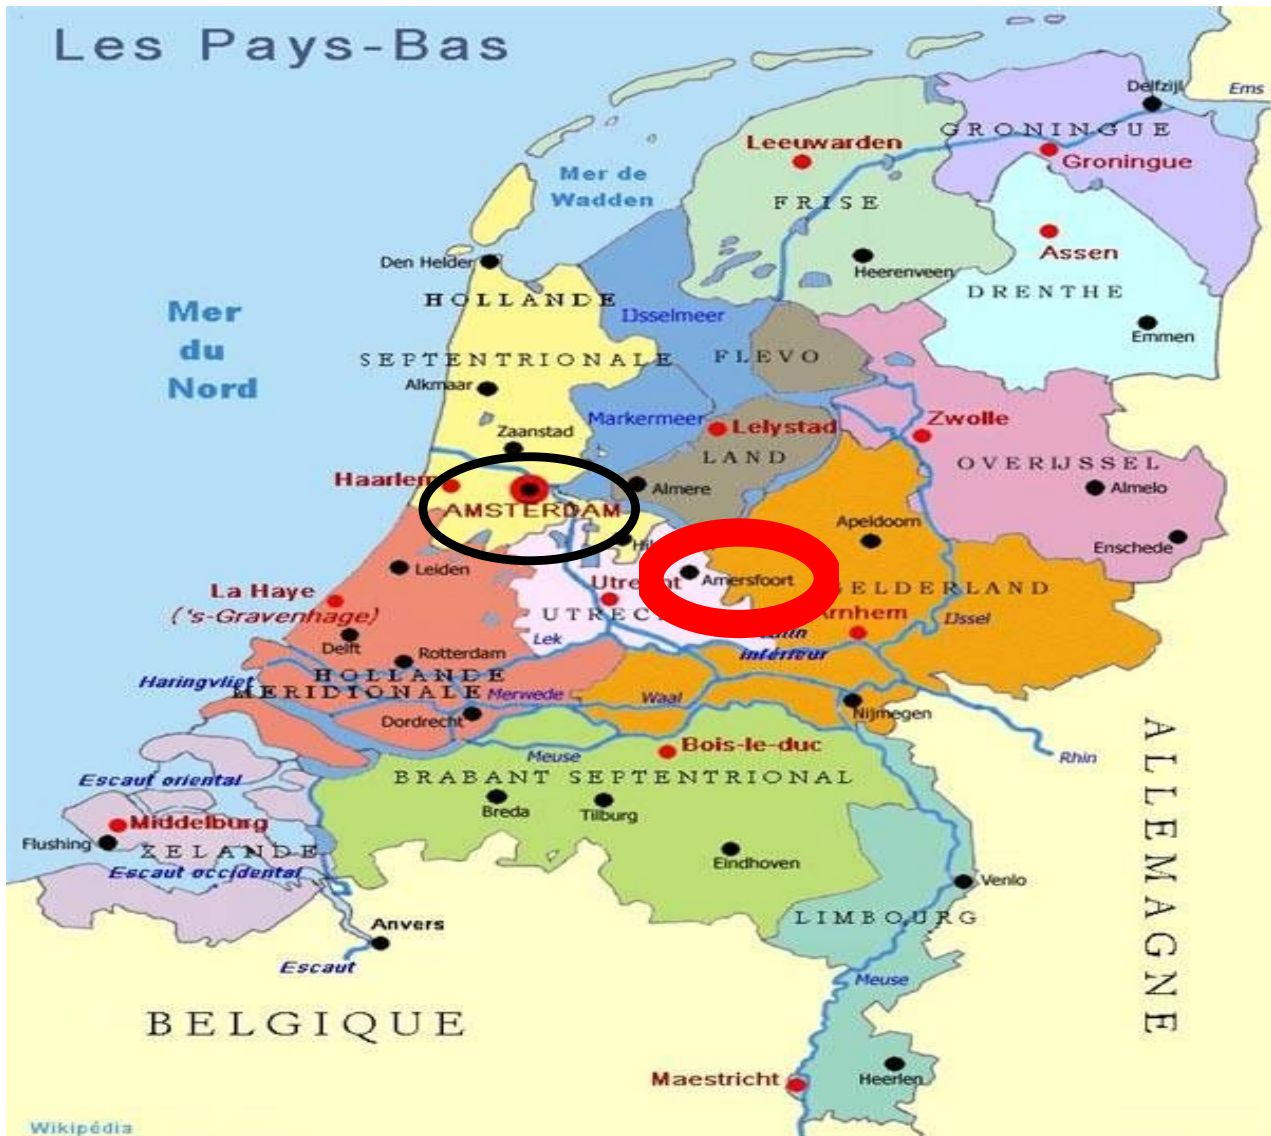 Les Pays-Bas
Delfzijl
Ems
GRONINGUE
Leeuwarden
Groningue
Mer de
Wadden
FRISE
Assen
Den Helder
Heerenveen
DRENTHE
HOLLANDE
Mer
du
Nord
IJsselmeer
Emmen
SEPTENTRIONALE
FLEVO
Alkmaar
Markermeer
Lelystad
Zwolle
Zaanstad
LAND
OVERIJSSEL
Haarlem
Almere
Almelo
AMSTERDAM
Apeldoorn
Enschede
Leiden
Utrecht
Amersfoort
GELDERLAND
La Haye
('s-Gravenhage)
UTRECHT
Arnhem
IJssel
Delft
Lek
Rhin
inférieur
Rotterdam
HOLLANDE
Haringvliet
MERIDIONALE
Merwede
Waal
Dordrecht
Nijmegen
Meuse
Bois-le-duc
Rhin
ALLEMAGNE
Escaut oriental
BRABANT SEPTENTRIONAL
Breda
Tilburg
Middelburg
Flushing
ZELANDE
Escaut occidental
Eindhoven
Venlo
LIMBOURG
Anvers
Escaut
Meuse
BELGIQUE
Maestricht
Heerlen
Wikipédia